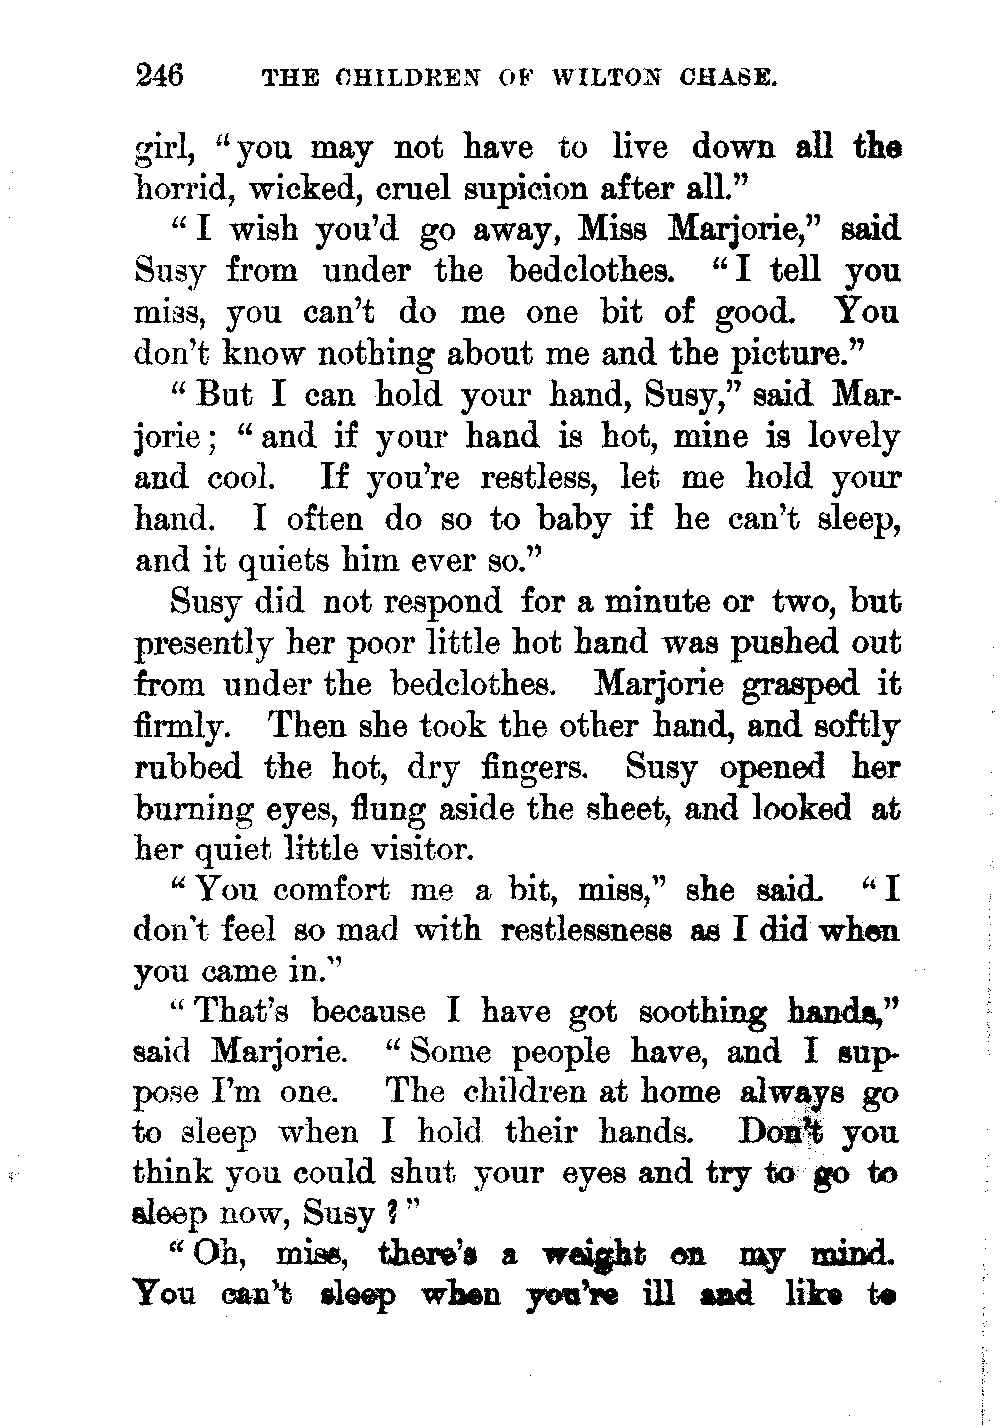 246 THE CHILDREN OF WILTON CHASE.
girl, "you may not have to live down all the
horrid, wicked, cruel supicion after all."
"I wish you'd go away, Miss Marjorie," said
Susy from under the bedclothes. "I tell you
miss, you can't do me one bit of good. You
don't know nothing about me and the picture."
"But I can hold your hand, Susy," said Mar-
jorie; "and if your hand is hot, mine is lovely
and cool. If you're restless, let me hold your
hand. I often do so to baby if he can't sleep,
and it quiets him ever so."
Susy did not respond for a minute or two, but
presently her poor little hot hand was pushed out
from under the bedclothes. Marjorie grasped it
firmly. Then she took the other hand, and softly
rubbed the hot, dry fingers. Susy opened her
burning eyes, flung aside the sheet, and looked at
her quiet little visitor.
"You comfort me a bit, miss," she said. "I
don't feel so mad with restlessness as I did when
you came in."
"That's because I have got soothing hands,"
said Marjorie. "Some people have, and I sup-
pose I'm one. The children at home always go
to sleep when I hold their hands. Don't you
think you could shut your eyes and try to go to
sleep now, Susy?"
"Oh, miss, there's a weight on my mind.
You can't sleep when you're ill and like to